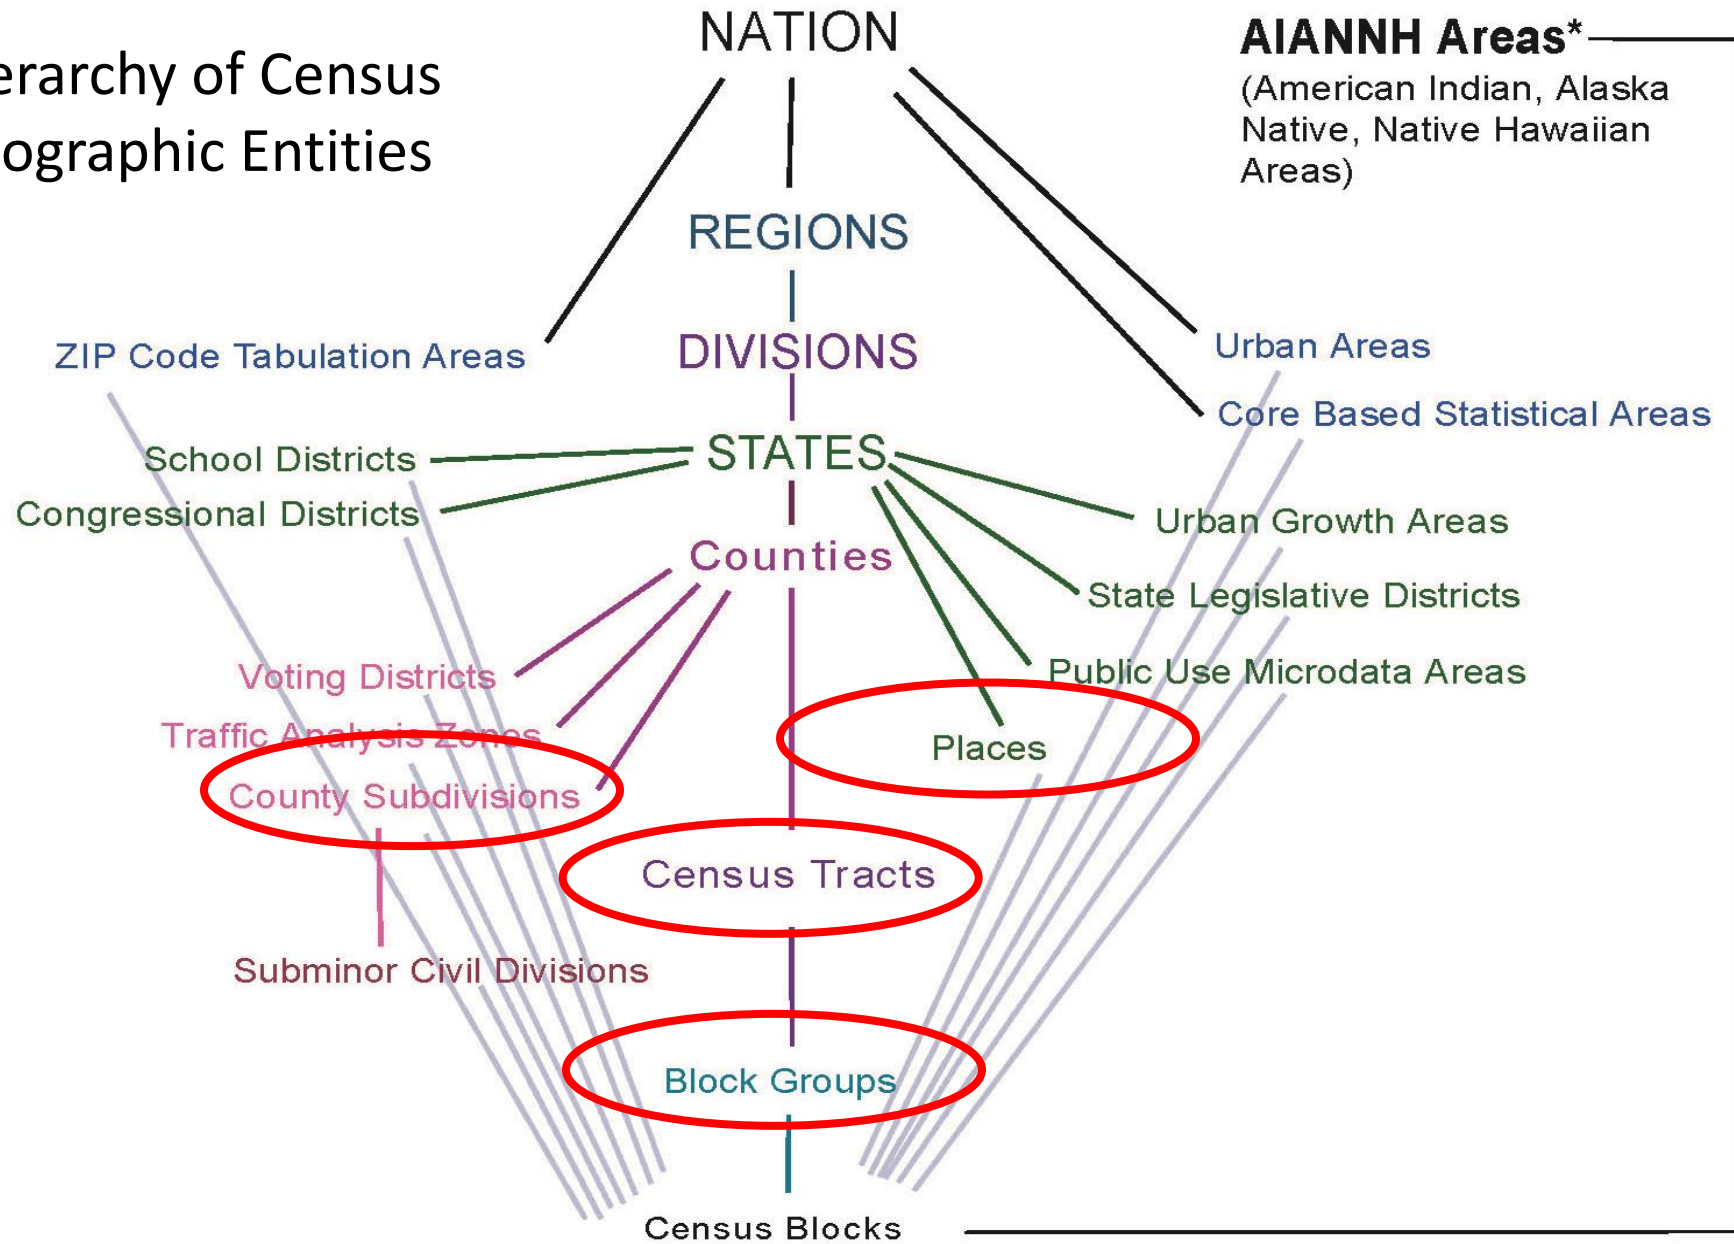 erarchy of Census
ographic Entities
NATION
AIANNH Areas*
(American Indian, Alaska
Native, Native Hawaiian
Areas)
REGIONS
ZIP Code Tabulation Areas
DIVISIONS
Urban Areas
Core Based Statistical Areas
School Districts
STATES
Congressional Districts
Urban Growth Areas
Counties
State Legislative Districts
Voting Districts
Public Use Microdata Areas
Traffic Analysis Zones
Places
County Subdivisions
Census Tracts
Subminor Civil Divisions
Block Groups
Census Blocks